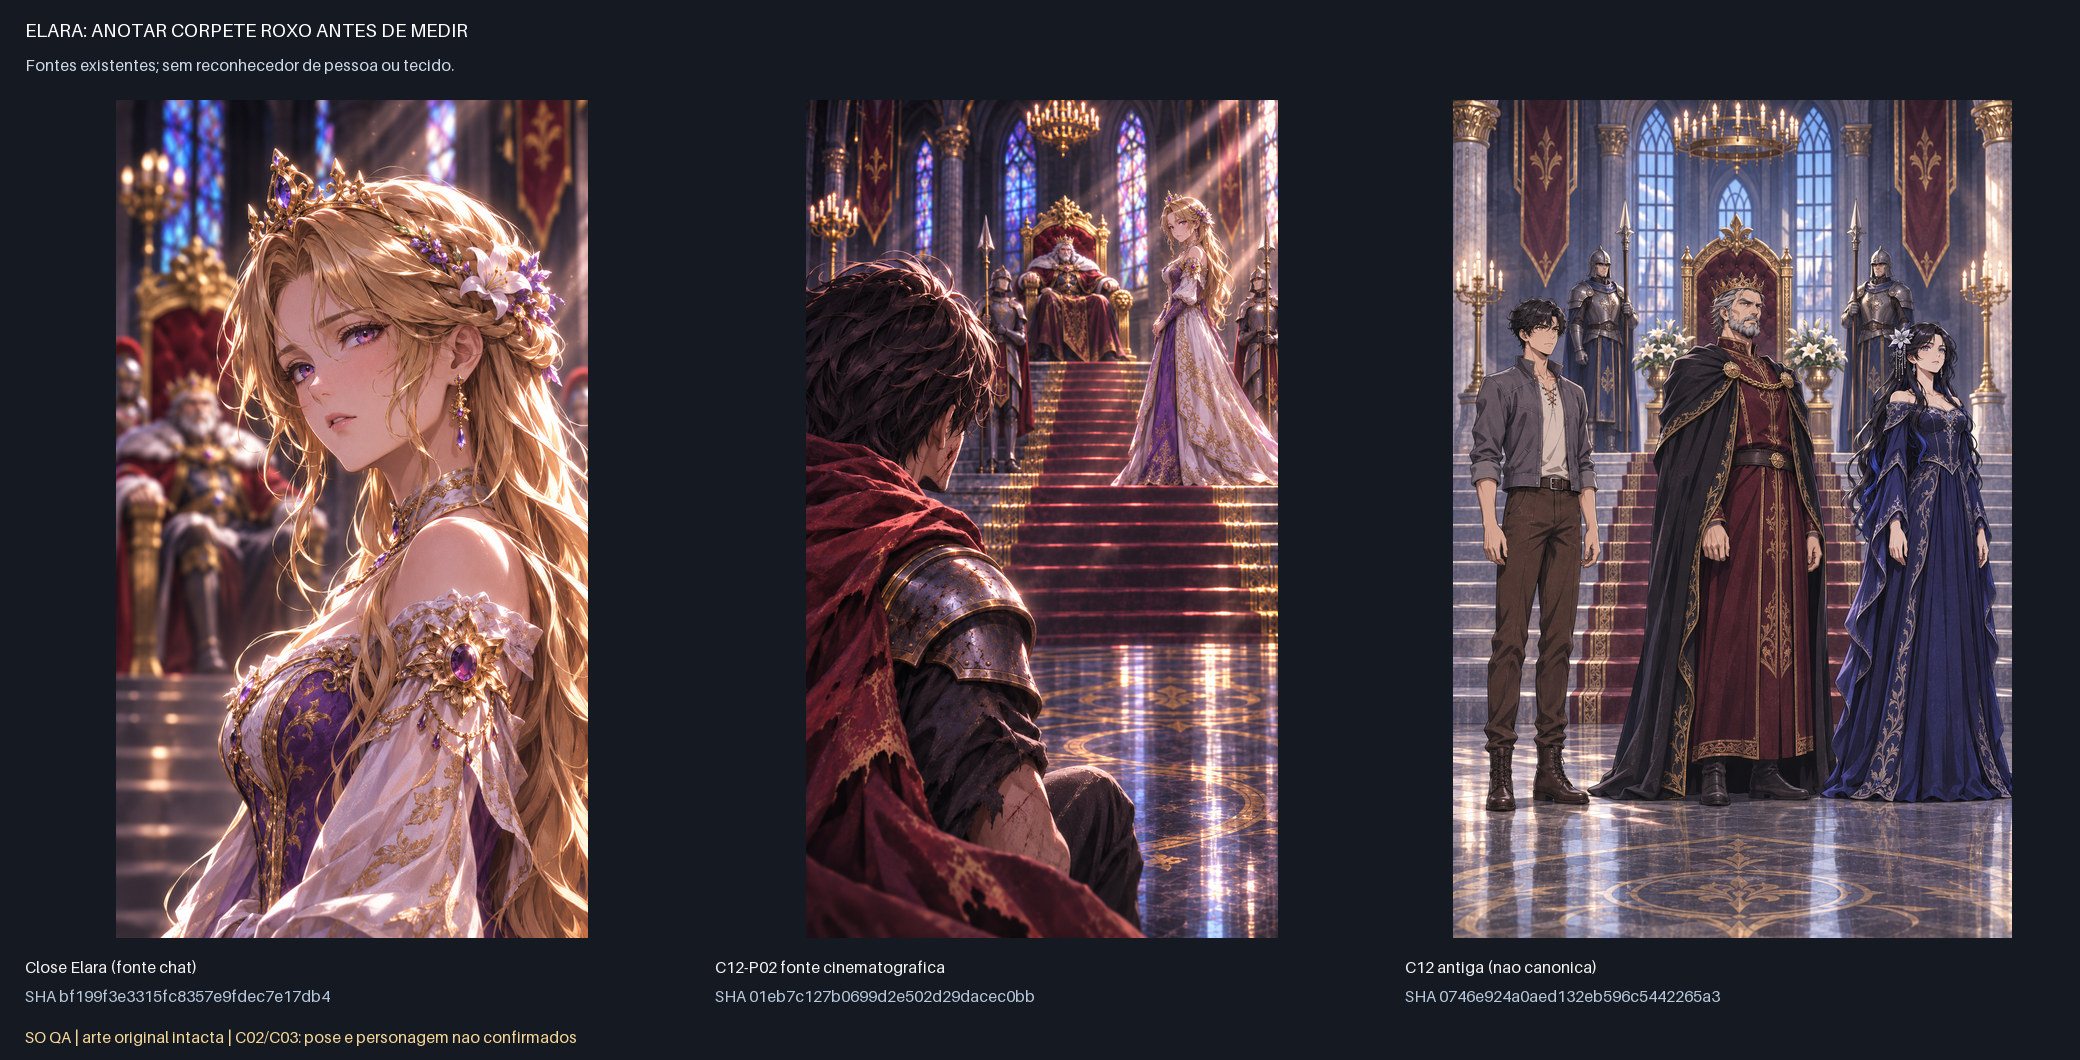 ELARA: ANOTAR CORPETE ROXO ANTES DE MEDIR
Fontes existentes; sem reconhecedor de pessoa ou tecido.
Close Elara (fonte chat)
SHA bf199f3e3315fc8357e9fdec7e17db4
C12-P02 fonte cinematografica
SHA 01eb7c127b0699d2e502d29dacec0bb
C12 antiga (nao canonica)
SHA 0746e924a0aed132eb596c5442265a3
SO QA | arte original intacta | C02/C03: pose e personagem nao confirmados